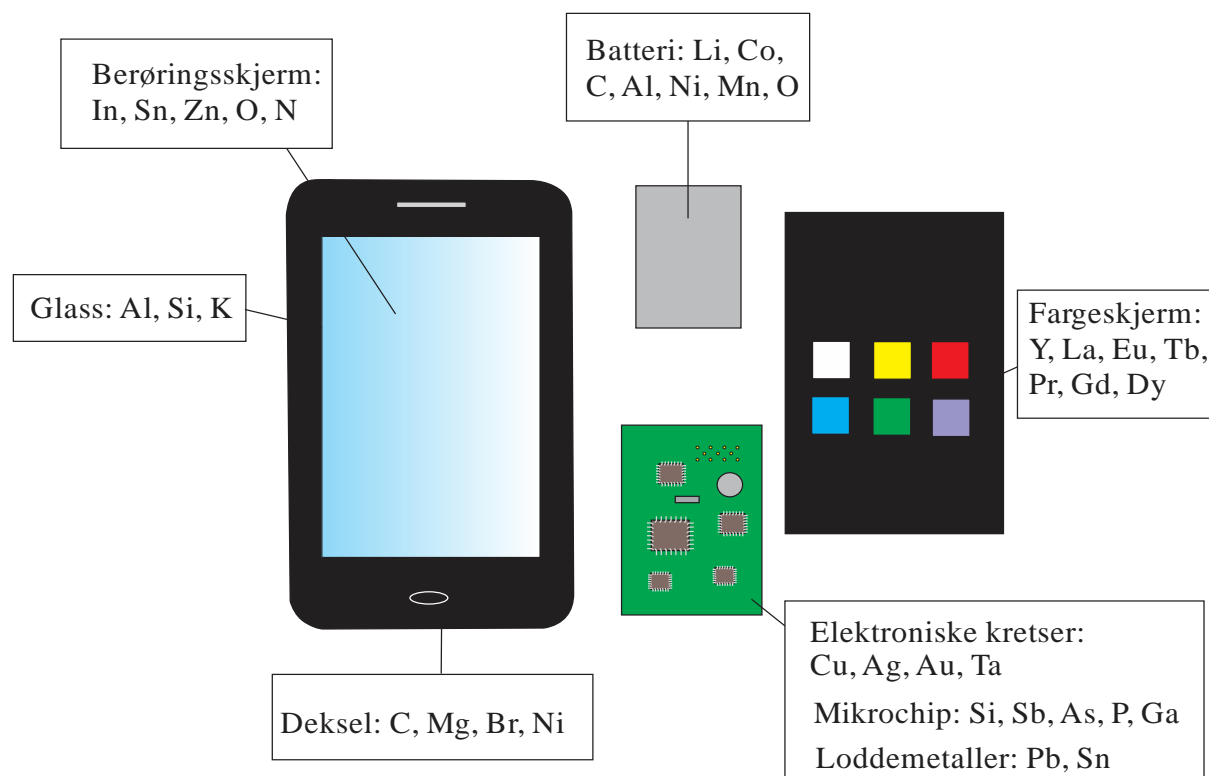 Berøringsskjerm:
In, Sn, Zn, O, N
Batteri: Li, Co,
C, Al, Ni, Mn, O
Glass: Al, Si, K
Fargeskjerm:
Y, La, Eu, Tb,
Pr, Gd, Dy
Deksel: C, Mg, Br, Ni
Elektroniske kretser:
Cu, Ag, Au, Ta
Mikrochip: Si, Sb, As, P, Ga
Loddemetaller: Pb, Sn